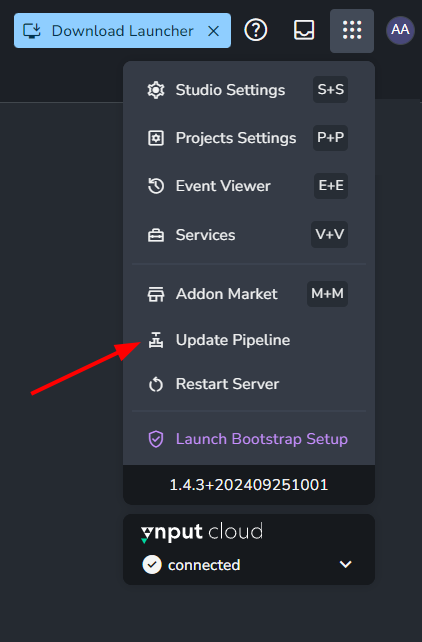 Download Launcher
AA
Studio Settings S+S
Projects Settings P+P
Event Viewer E+E
Services V+V
Addon Market M+M
Update Pipeline
Restart Server
Launch Bootstrap Setup
1.4.3+202409251001
ynput cloud
connected